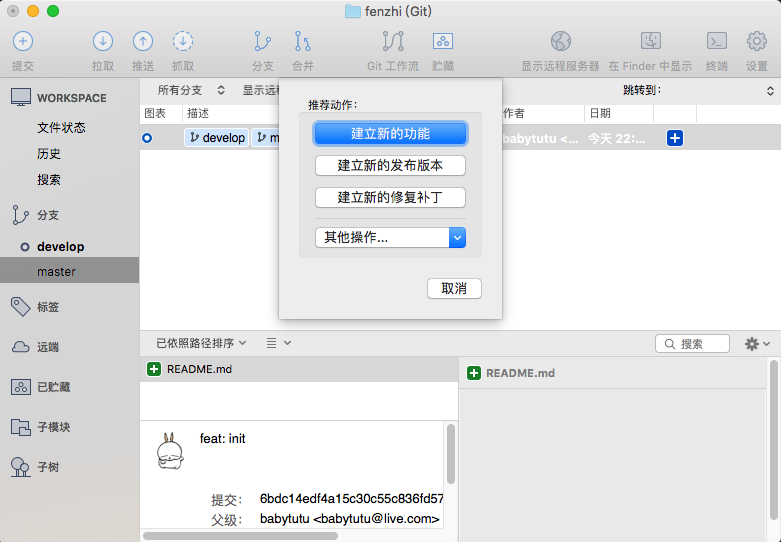 fenzhi (Git)
提交 拉取 推送 抓取 分支 合并 Git 工作流 贮藏 显示远程服务器 在 Finder 中显示 终端 设置
WORKSPACE
文件状态
历史
搜索
分支
develop
master
标签
远端
已贮藏
子模块
子树
所有分支 显示远 跳转到：
图表 描述 作者 日期
develop m babytutu <... 今天 22:...
推荐动作：
建立新的功能
建立新的发布版本
建立新的修复补丁
其他操作...
取消
已依照路径排序 搜索
README.md
README.md
feat: init
提交： 6bdc14edf4a15c30c55c836fd57
父级： babytutu <babytutu@live.com>